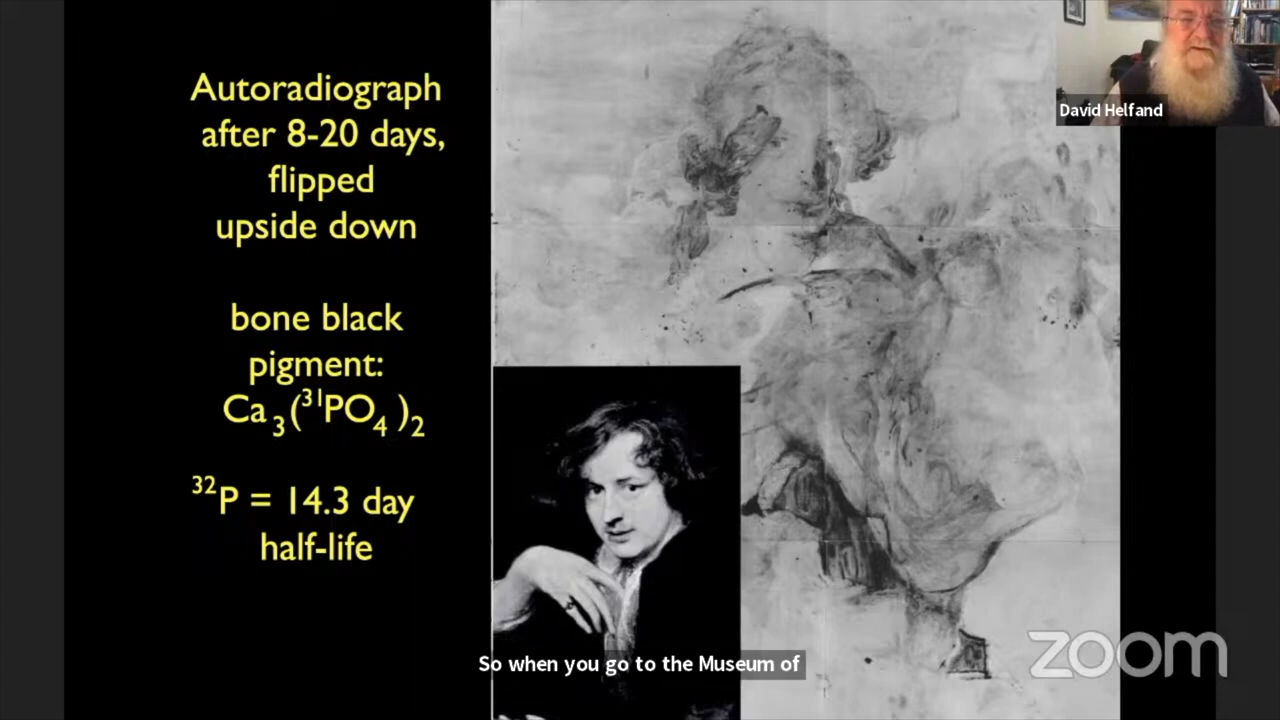 Autoradiograph
after 8-20 days,
flipped
upside down
bone black
pigment:
Ca₃(³¹PO₄)₂
³²P = 14.3 day
half-life
David Helfand
So when you go to the Museum of
zoom